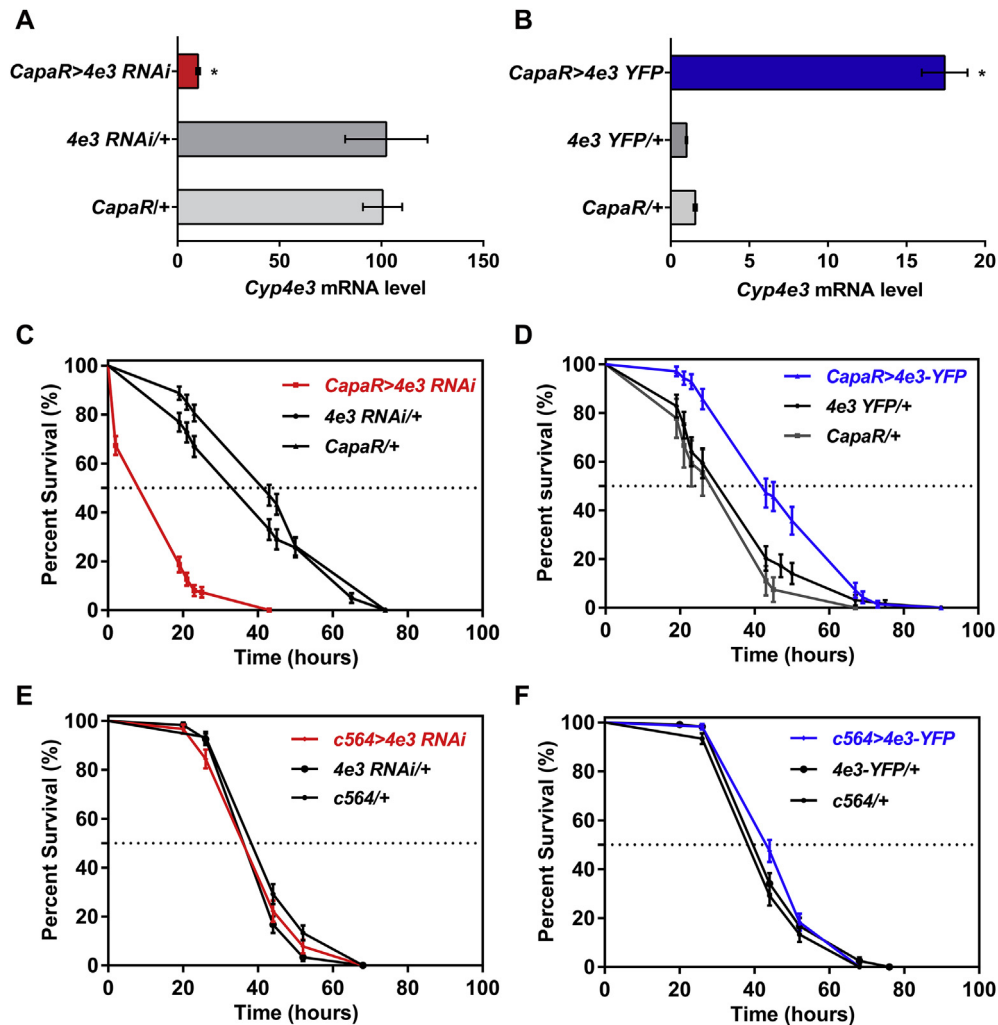 A
CapaR>4e3 RNAi
*
4e3 RNAi/+
CapaR/+
0 50 100 150
Cyp4e3 mRNA level
B
CapaR>4e3 YFP
*
4e3 YFP/+
CapaR/+
0 5 10 15 20
Cyp4e3 mRNA level
C
Percent Survival (%)
100
80
60
40
20
0
CapaR>4e3 RNAi
4e3 RNAi/+
CapaR/+
0 20 40 60 80 100
Time (hours)
D
Percent survival (%)
100
80
60
40
20
0
CapaR>4e3-YFP
4e3 YFP/+
CapaR/+
0 20 40 60 80 100
Time (hours)
E
Percent Survival (%)
100
80
60
40
20
0
c564>4e3 RNAi
4e3 RNAi/+
c564/+
0 20 40 60 80 100
Time (hours)
F
Percent Survival (%)
100
80
60
40
20
0
c564>4e3-YFP
4e3-YFP/+
c564/+
0 20 40 60 80 100
Time (hours)